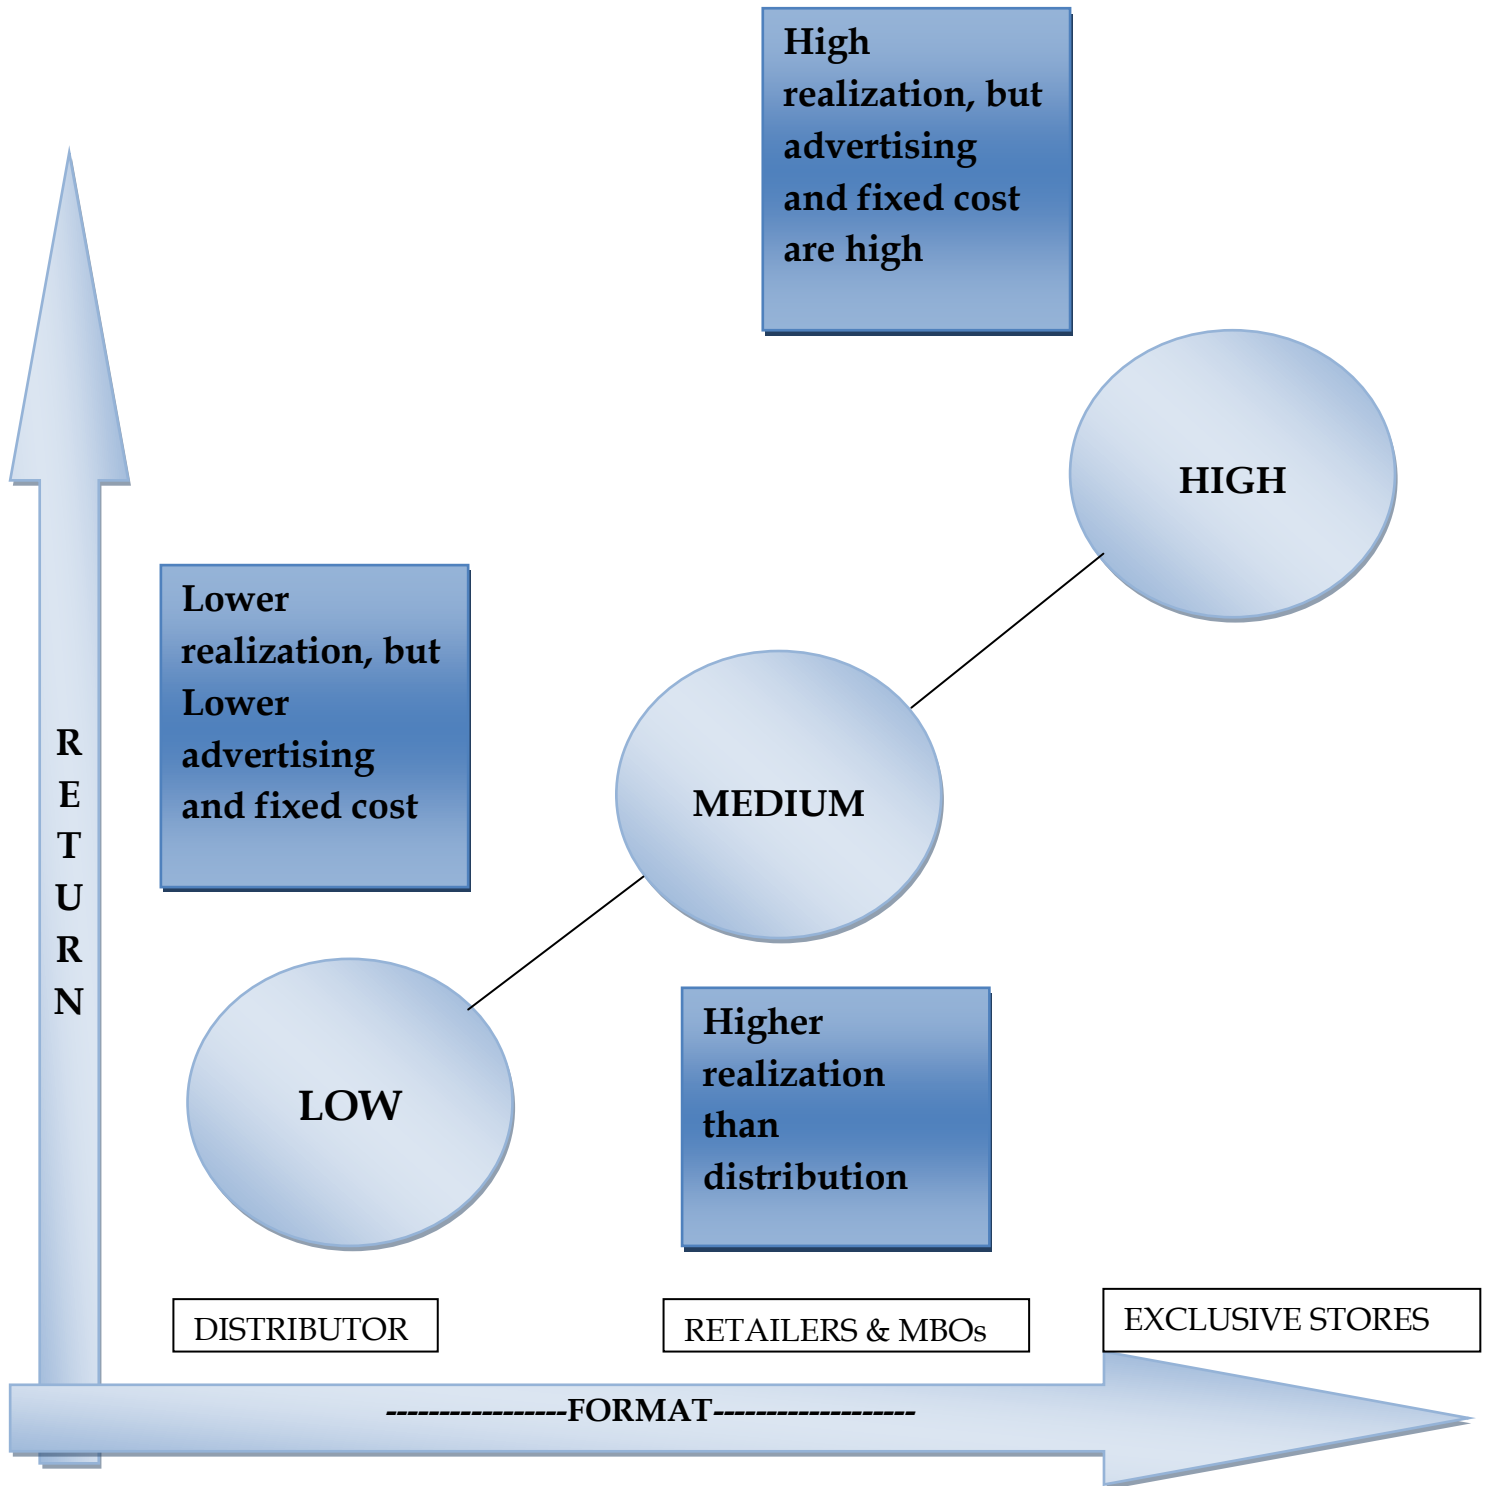 High
realization, but
advertising
and fixed cost
are high
HIGH
Lower
realization, but
Lower
advertising
and fixed cost
MEDIUM
R
E
T
U
R
N
Higher
realization
than
distribution
LOW
DISTRIBUTOR
RETAILERS & MBOs
EXCLUSIVE STORES
-----------------FORMAT-------------------